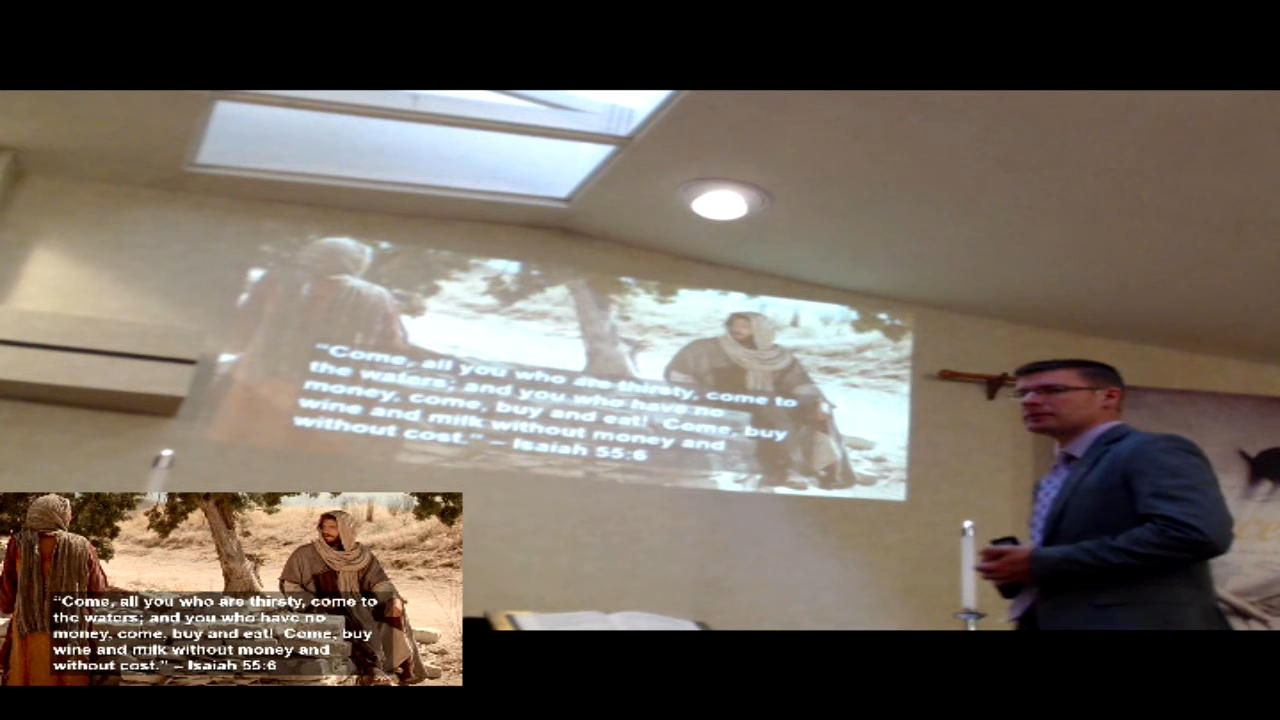 “Come, all you who are thirsty, come to
the waters; and you who have no
money, come, buy and eat!  Come, buy
wine and milk without money and
without cost.” – Isaiah 55:6
“Come, all you who are thirsty, come to
the waters; and you who have no
money, come, buy and eat!  Come, buy
wine and milk without money and
without cost.” – Isaiah 55:6